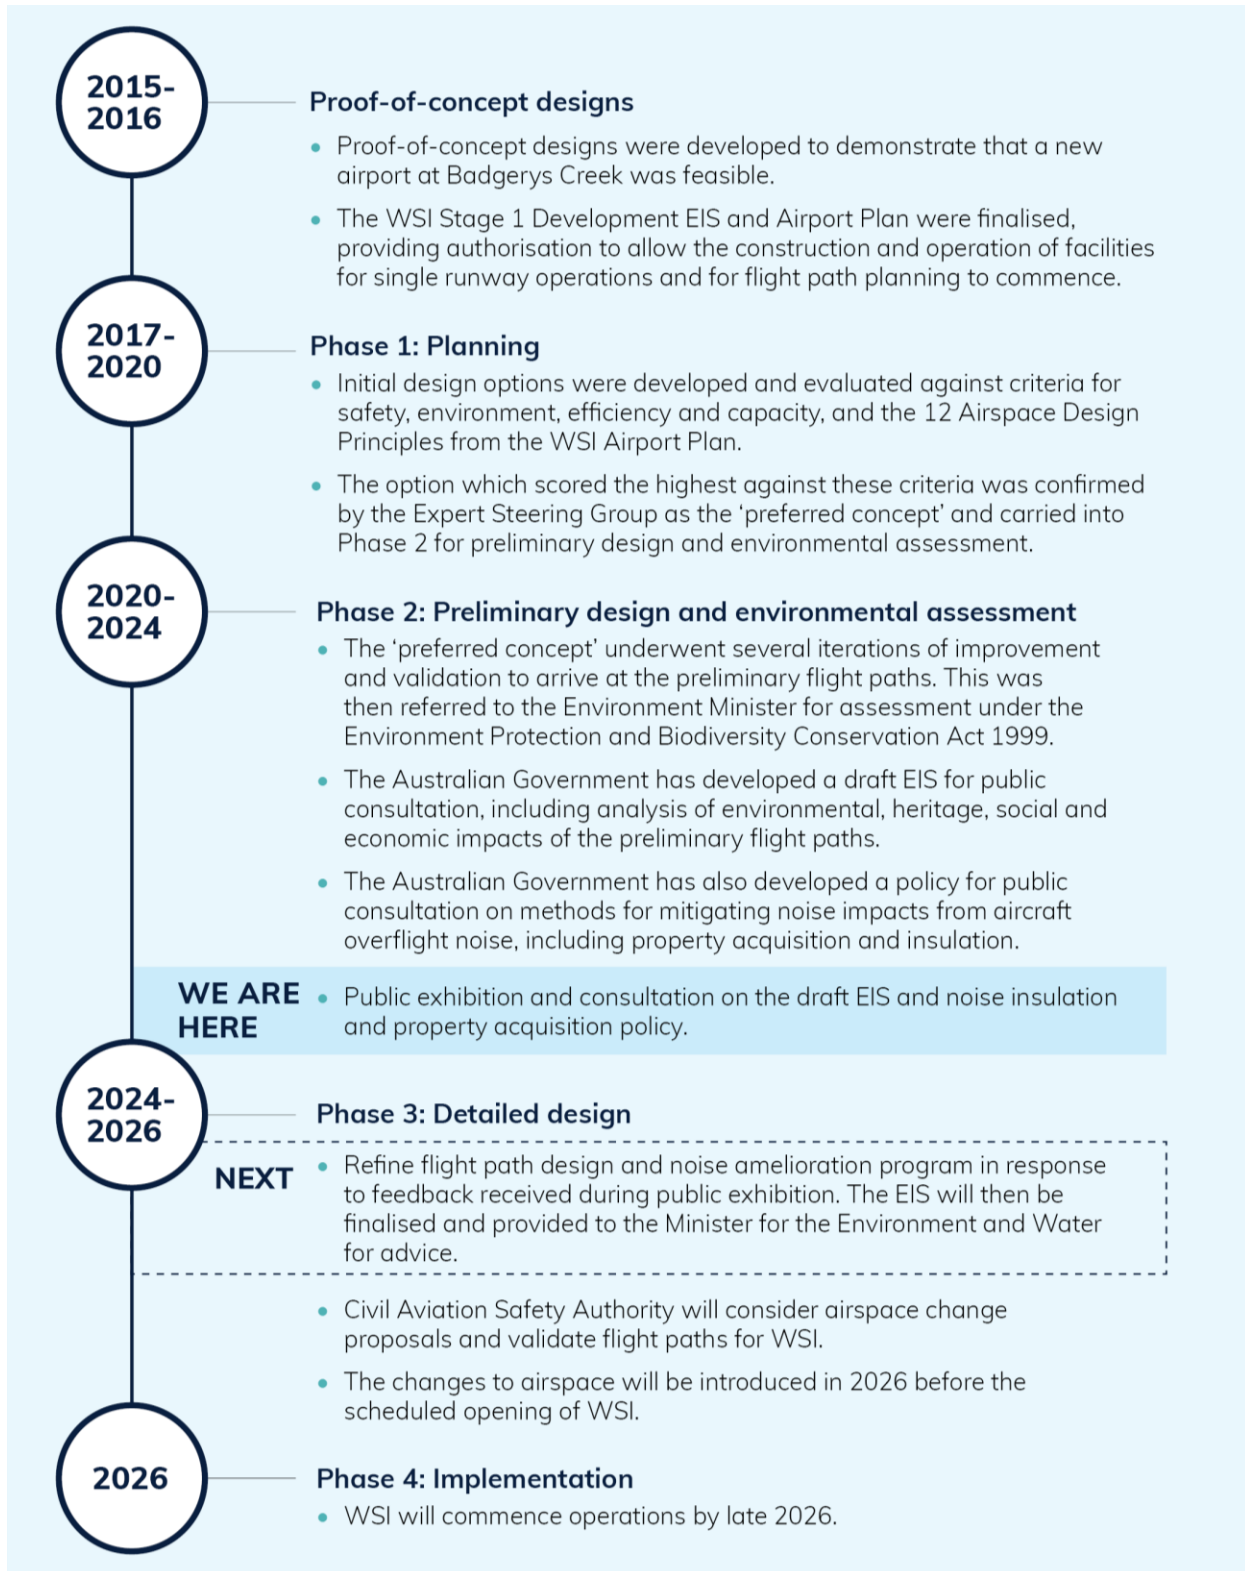 2015-
2016
Proof-of-concept designs
• Proof-of-concept designs were developed to demonstrate that a new
airport at Badgerys Creek was feasible.
• The WSI Stage 1 Development EIS and Airport Plan were finalised,
providing authorisation to allow the construction and operation of facilities
for single runway operations and for flight path planning to commence.
2017-
2020
Phase 1: Planning
• Initial design options were developed and evaluated against criteria for
safety, environment, efficiency and capacity, and the 12 Airspace Design
Principles from the WSI Airport Plan.
• The option which scored the highest against these criteria was confirmed
by the Expert Steering Group as the ‘preferred concept’ and carried into
Phase 2 for preliminary design and environmental assessment.
2020-
2024
Phase 2: Preliminary design and environmental assessment
• The ‘preferred concept’ underwent several iterations of improvement
and validation to arrive at the preliminary flight paths. This was
then referred to the Environment Minister for assessment under the
Environment Protection and Biodiversity Conservation Act 1999.
• The Australian Government has developed a draft EIS for public
consultation, including analysis of environmental, heritage, social and
economic impacts of the preliminary flight paths.
• The Australian Government has also developed a policy for public
consultation on methods for mitigating noise impacts from aircraft
overflight noise, including property acquisition and insulation.
WE ARE
HERE
• Public exhibition and consultation on the draft EIS and noise insulation
and property acquisition policy.
2024-
2026
Phase 3: Detailed design
NEXT
• Refine flight path design and noise amelioration program in response
to feedback received during public exhibition. The EIS will then be
finalised and provided to the Minister for the Environment and Water
for advice.
• Civil Aviation Safety Authority will consider airspace change
proposals and validate flight paths for WSI.
• The changes to airspace will be introduced in 2026 before the
scheduled opening of WSI.
2026
Phase 4: Implementation
• WSI will commence operations by late 2026.